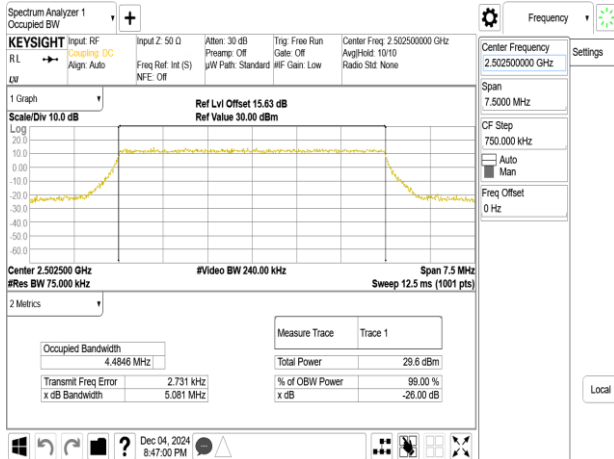 Spectrum Analyzer 1
Occupied BW
Frequency
KEYSIGHT
Input: RF
Coupling: DC
Align: Auto
RL
LXI
Input Z: 50 Ω
Freq Ref: Int (S)
NFE: Off
Atten: 30 dB
Preamp: Off
µW Path: Standard
Trig: Free Run
Gate: Off
#IF Gain: Low
Center Freq: 2.502500000 GHz
Avg|Hold: 10/10
Radio Std: None
Center Frequency
2.502500000 GHz
Settings
Span
7.5000 MHz
CF Step
750.000 kHz
Auto
Man
Freq Offset
0 Hz
Local
1 Graph
Scale/Div 10.0 dB
Ref Lvl Offset 15.63 dB
Ref Value 30.00 dBm
Log
20.0
10.0
0.00
-10.0
-20.0
-30.0
-40.0
-50.0
-60.0
Center 2.502500 GHz
#Res BW 75.000 kHz
#Video BW 240.00 kHz
Span 7.5 MHz
Sweep 12.5 ms (1001 pts)
2 Metrics
Measure Trace Trace 1
Occupied Bandwidth
4.4846 MHz
Total Power 29.6 dBm
Transmit Freq Error 2.731 kHz
% of OBW Power 99.00 %
x dB Bandwidth 5.081 MHz
x dB -26.00 dB
?
Dec 04, 2024
8:47:00 PM